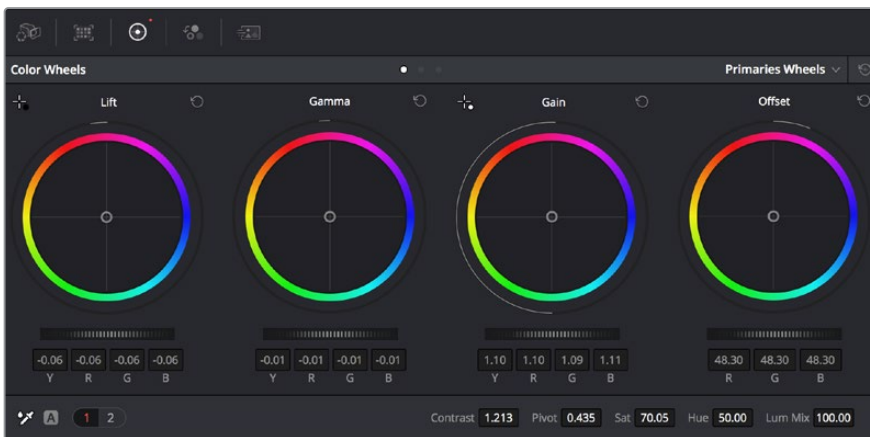 Color Wheels Primaries Wheels
Lift Gamma Gain Offset
-0.06 -0.06 -0.06 -0.06 -0.01 -0.01 -0.01 -0.01 1.10 1.10 1.09 1.11 48.30 48.30 48.30
Y R G B Y R G B Y R G B R G B
A 1 2 Contrast 1.213 Pivot 0.435 Sat 70.05 Hue 50.00 Lum Mix 100.00